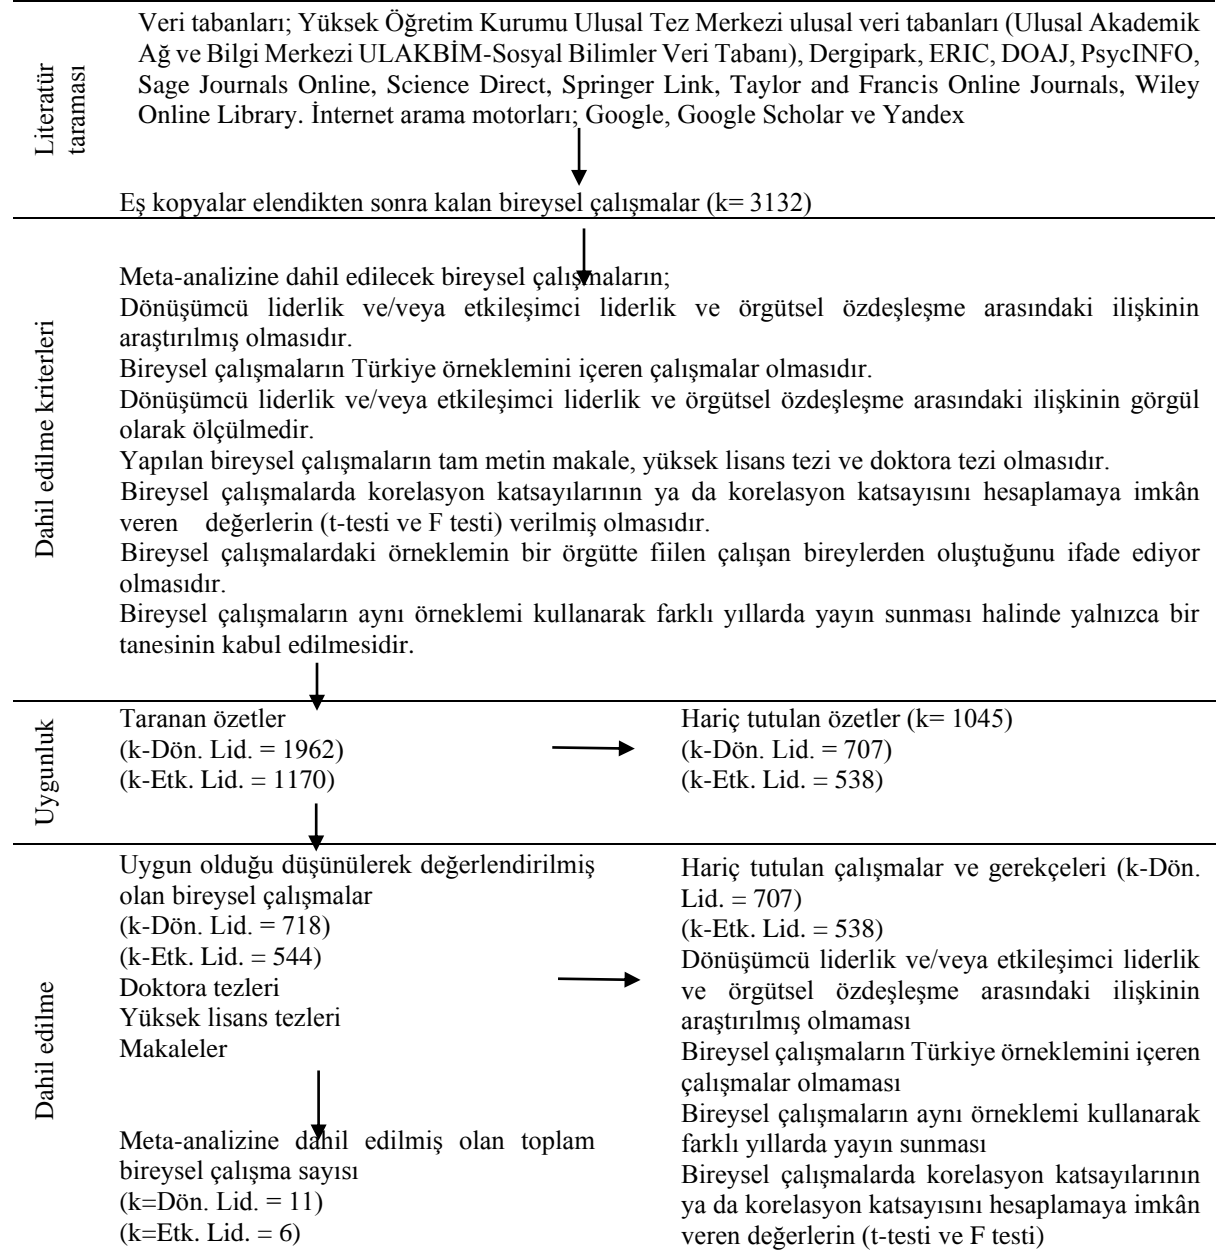 Literatür
taraması
Veri tabanları; Yüksek Öğretim Kurumu Ulusal Tez Merkezi ulusal veri tabanları (Ulusal Akademik
Ağ ve Bilgi Merkezi ULAKBİM-Sosyal Bilimler Veri Tabanı), Dergipark, ERIC, DOAJ, PsycINFO,
Sage Journals Online, Science Direct, Springer Link, Taylor and Francis Online Journals, Wiley
Online Library. İnternet arama motorları; Google, Google Scholar ve Yandex
Eş kopyalar elendikten sonra kalan bireysel çalışmalar (k= 3132)
Dahil edilme kriterleri
Meta-analizine dahil edilecek bireysel çalışmaların;
Dönüşümcü liderlik ve/veya etkileşimci liderlik ve örgütsel özdeşleşme arasındaki ilişkinin
araştırılmış olmasıdır.
Bireysel çalışmaların Türkiye örneklemini içeren çalışmalar olmasıdır.
Dönüşümcü liderlik ve/veya etkileşimci liderlik ve örgütsel özdeşleşme arasındaki ilişkinin görgül
olarak ölçülmedir.
Yapılan bireysel çalışmaların tam metin makale, yüksek lisans tezi ve doktora tezi olmasıdır.
Bireysel çalışmalarda korelasyon katsayılarının ya da korelasyon katsayısını hesaplamaya imkân
veren değerlerin (t-testi ve F testi) verilmiş olmasıdır.
Bireysel çalışmalardaki örneklemin bir örgütte fiilen çalışan bireylerden oluştuğunu ifade ediyor
olmasıdır.
Bireysel çalışmaların aynı örneklemi kullanarak farklı yıllarda yayın sunması halinde yalnızca bir
tanesinin kabul edilmesidir.
Uygunluk
Taranan özetler
(k-Dön. Lid. = 1962)
(k-Etk. Lid. = 1170)
Hariç tutulan özetler (k= 1045)
(k-Dön. Lid. = 707)
(k-Etk. Lid. = 538)
Dahil edilme
Uygun olduğu düşünülerek değerlendirilmiş
olan bireysel çalışmalar
(k-Dön. Lid. = 718)
(k-Etk. Lid. = 544)
Doktora tezleri
Yüksek lisans tezleri
Makaleler
Meta-analizine dahil edilmiş olan toplam
bireysel çalışma sayısı
(k=Dön. Lid. = 11)
(k=Etk. Lid. = 6)
Hariç tutulan çalışmalar ve gerekçeleri (k-Dön.
Lid. = 707)
(k-Etk. Lid. = 538)
Dönüşümcü liderlik ve/veya etkileşimci liderlik
ve örgütsel özdeşleşme arasındaki ilişkinin
araştırılmış olmaması
Bireysel çalışmaların Türkiye örneklemini içeren
çalışmalar olmaması
Bireysel çalışmaların aynı örneklemi kullanarak
farklı yıllarda yayın sunması
Bireysel çalışmalarda korelasyon katsayılarının
ya da korelasyon katsayısını hesaplamaya imkân
veren değerlerin (t-testi ve F testi)